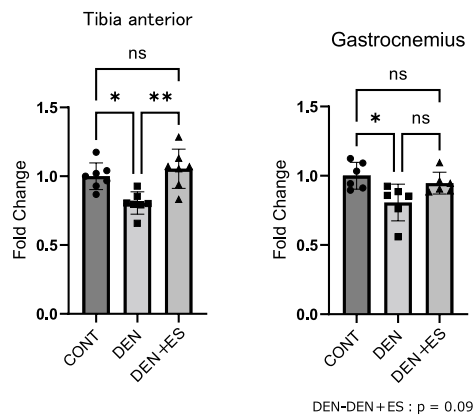 Tibia anterior
ns
* **
Fold Change
1.5
1.0
0.5
0.0
CONT
DEN
DEN+ES
Gastrocnemius
ns
* ns
Fold Change
1.5
1.0
0.5
0.0
CONT
DEN
DEN+ES
DEN-DEN+ES : p = 0.09